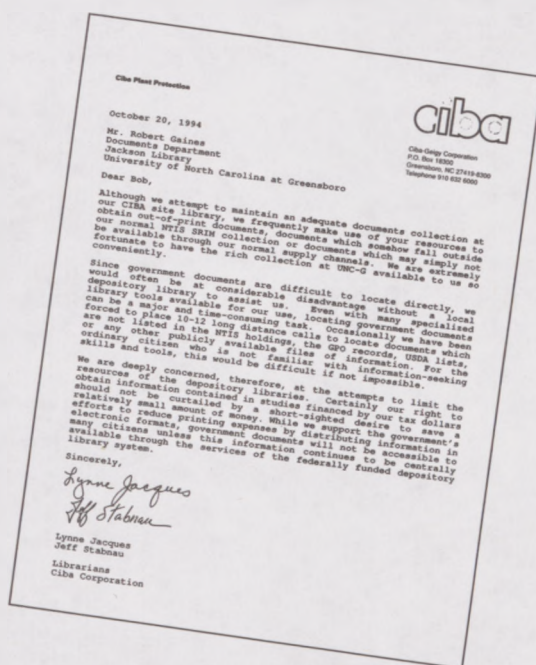 Ciba Plant Protection
ciba
Ciba-Geigy Corporation
P.O. Box 18300
Greensboro, NC 27419-8300
Telephone 910 632 6000
October 20, 1994
Mr. Robert Gaines
Documents Department
Jackson Library
University of North Carolina at Greensboro
Dear Bob,
Although we attempt to maintain an adequate documents collection at
our CIBA site library, we frequently make use of your resources to
obtain out-of-print documents, documents which somehow fall outside
our normal NTIS SRIM collection or documents which may simply not
be available through our normal supply channels. We are extremely
fortunate to have the rich collection at UNC-G available to us so
conveniently.
Since government documents are difficult to locate directly, we
would often be at considerable disadvantage without a local
depository library to assist us. Even with many specialized
library tools available for our use, locating government documents
can be a major and time-consuming task. Occasionally we have been
forced to place 10-12 long distance calls to locate documents which
are not listed in the NTIS holdings, the GPO records, USDA lists,
or any other publicly available files of information. For the
ordinary citizen who is not familiar with information-seeking
skills and tools, this would be difficult if not impossible.
We are deeply concerned, therefore, at the attempts to limit the
resources of the depository libraries. Certainly our right to
obtain information contained in studies financed by our tax dollars
should not be curtailed by a short-sighted desire to save a
relatively small amount of money. While we support the government's
efforts to reduce printing expenses by distributing information in
electronic formats, government documents will not be accessible to
many citizens unless this information continues to be centrally
available through the services of the federally funded depository
library system.
Sincerely,
Lynne Jacques
Jeff Stabnau
Lynne Jacques
Jeff Stabnau
Librarians
Ciba Corporation